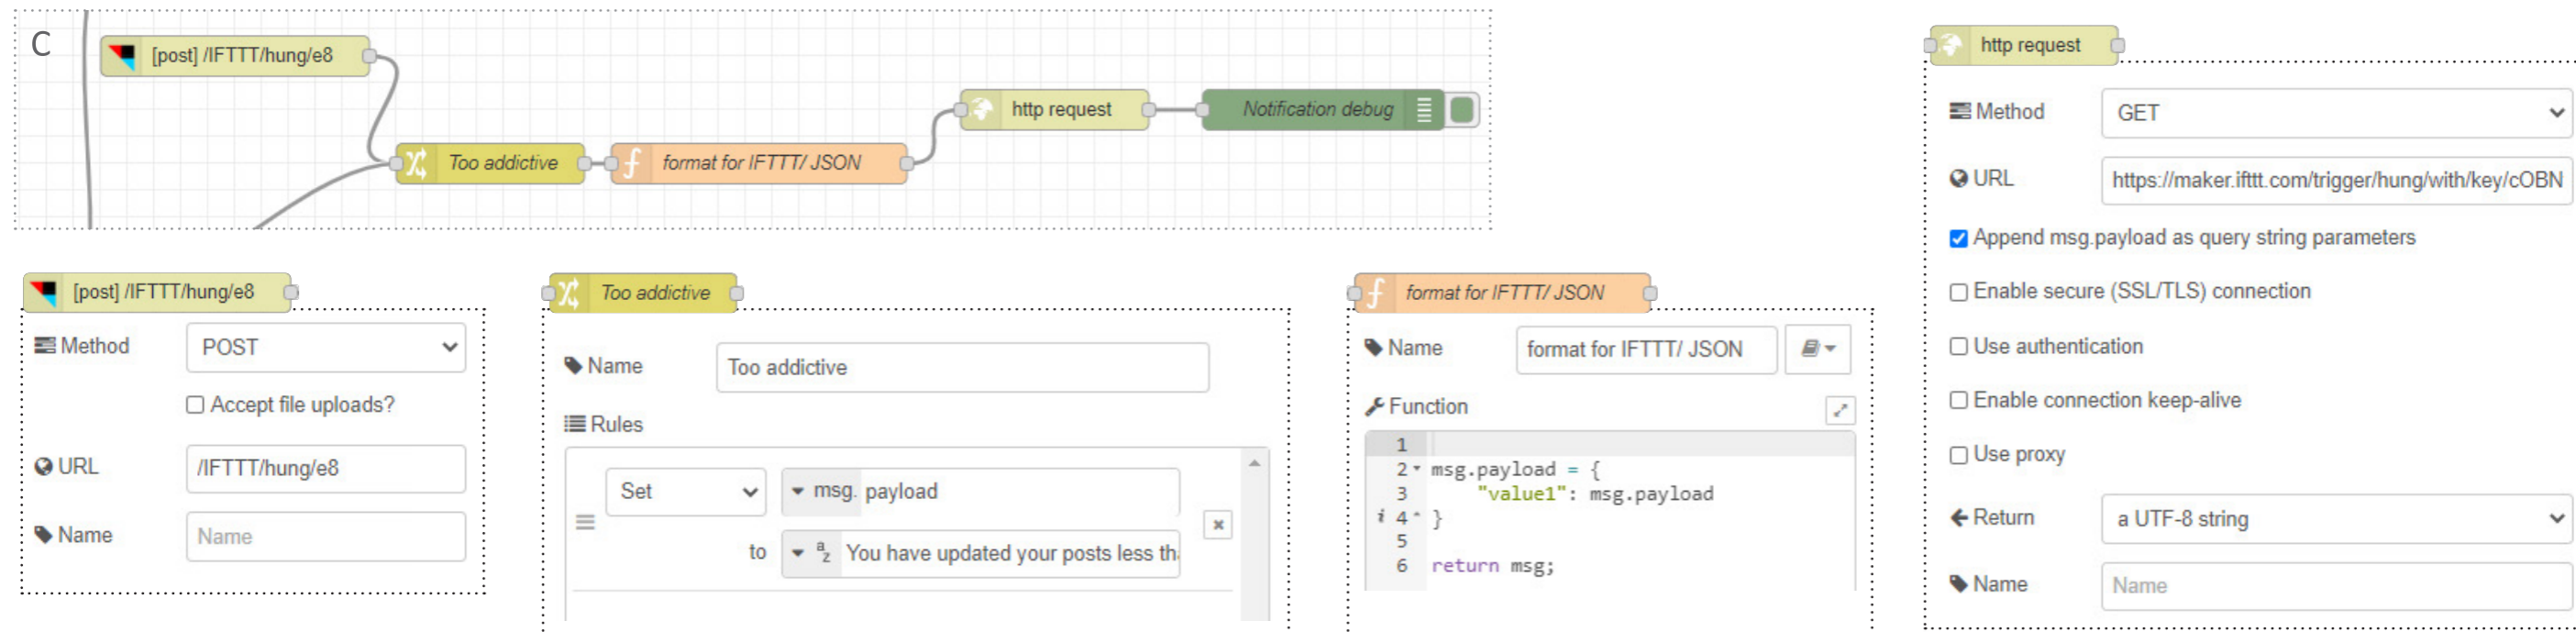 C
[post] /IFTTT/hung/e8
http request
Notification debug
Too addictive
format for IFTTT/ JSON
[post] /IFTTT/hung/e8
Method
POST
Accept file uploads?
URL
/IFTTT/hung/e8
Name
Name
Too addictive
Name
Too addictive
Rules
Set
msg. payload
to
a
z
You have updated your posts less
format for IFTTT/ JSON
Name
format for IFTTT/ JSON
Function
1
2 msg.payload = {
3 "value1": msg.payload
i 4 }
5
6 return msg;
http request
Method
GET
URL
https://maker.ifttt.com/trigger/hung/with/key/cOBN
Append msg.payload as query string parameters
Enable secure (SSL/TLS) connection
Use authentication
Enable connection keep-alive
Use proxy
Return
a UTF-8 string
Name
Name